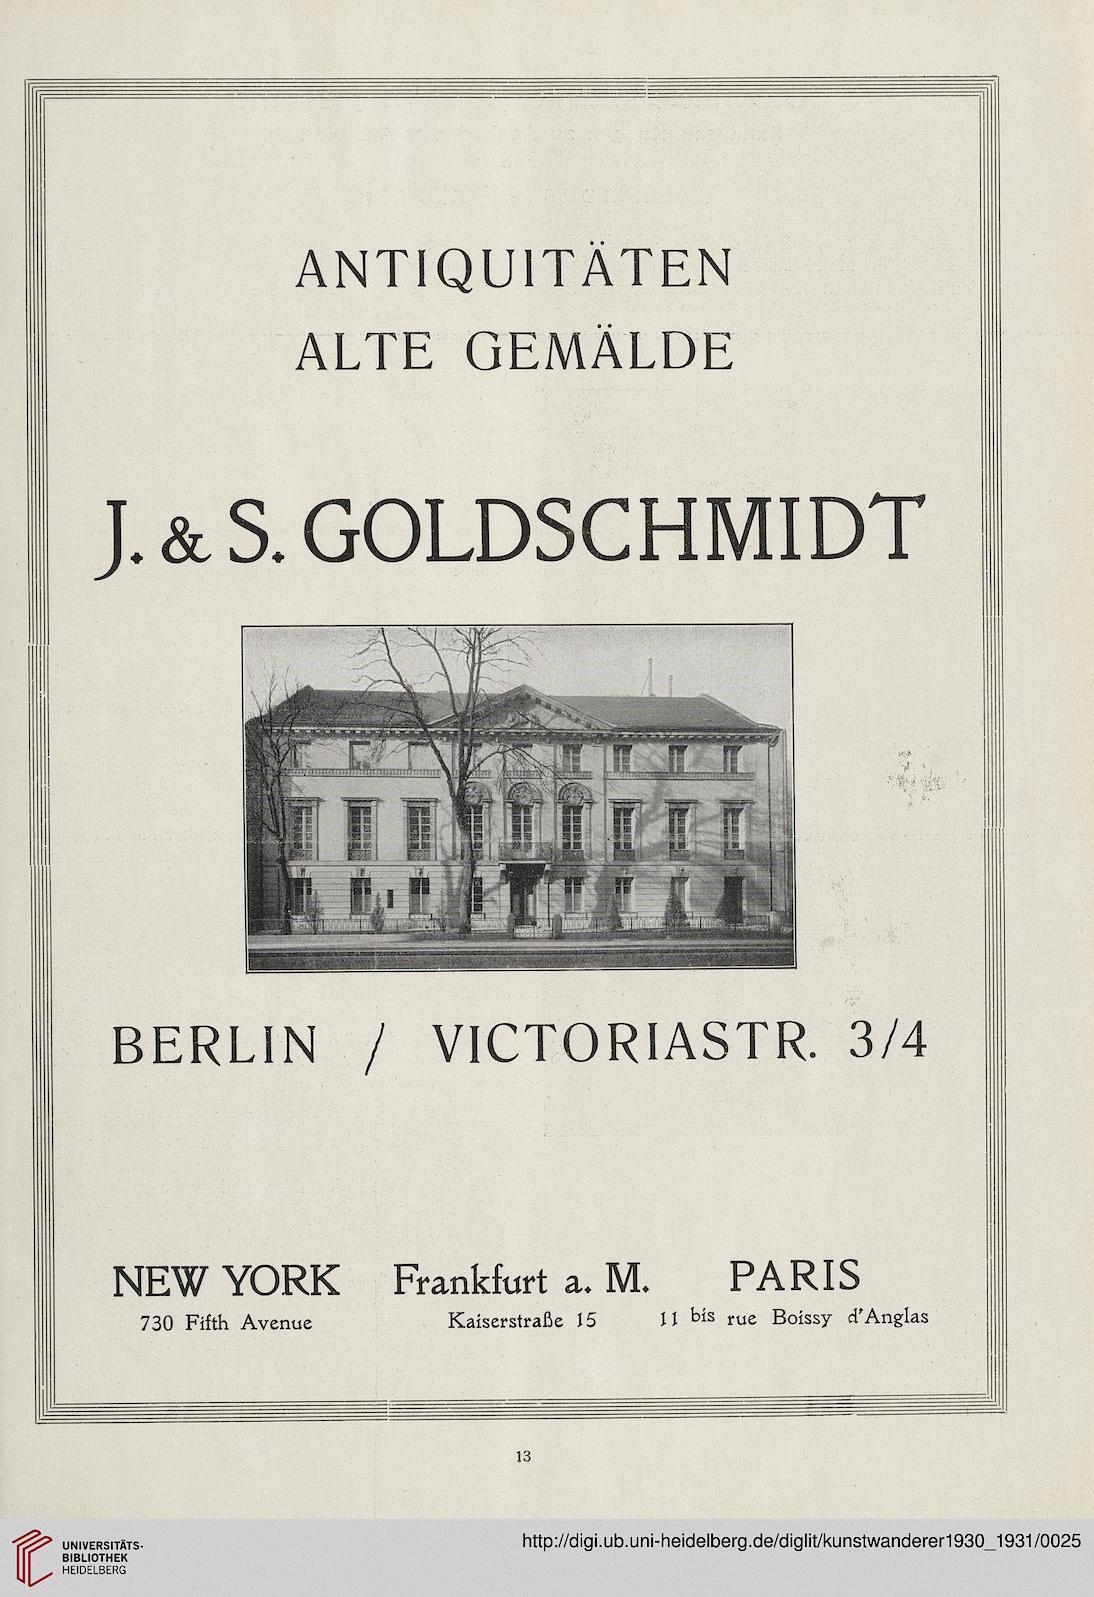 ANTIQUITÄTEN
ALTE GEMÄLDE
J. & S. GOLDSCHMIDT
BERLIN / VICTORIASTR. 3/4
NEW YORK Frankfurt a. M. PARIS
730 Fifth Avenue Kaiserstraße 15 11 bis rue Boissy d'Anglas
13
UNIVERSITÄTS-
BIBLIOTHEK
HEIDELBERG
http://digi.ub.uni-heidelberg.de/diglit/kunstwanderer1930_1931/0025